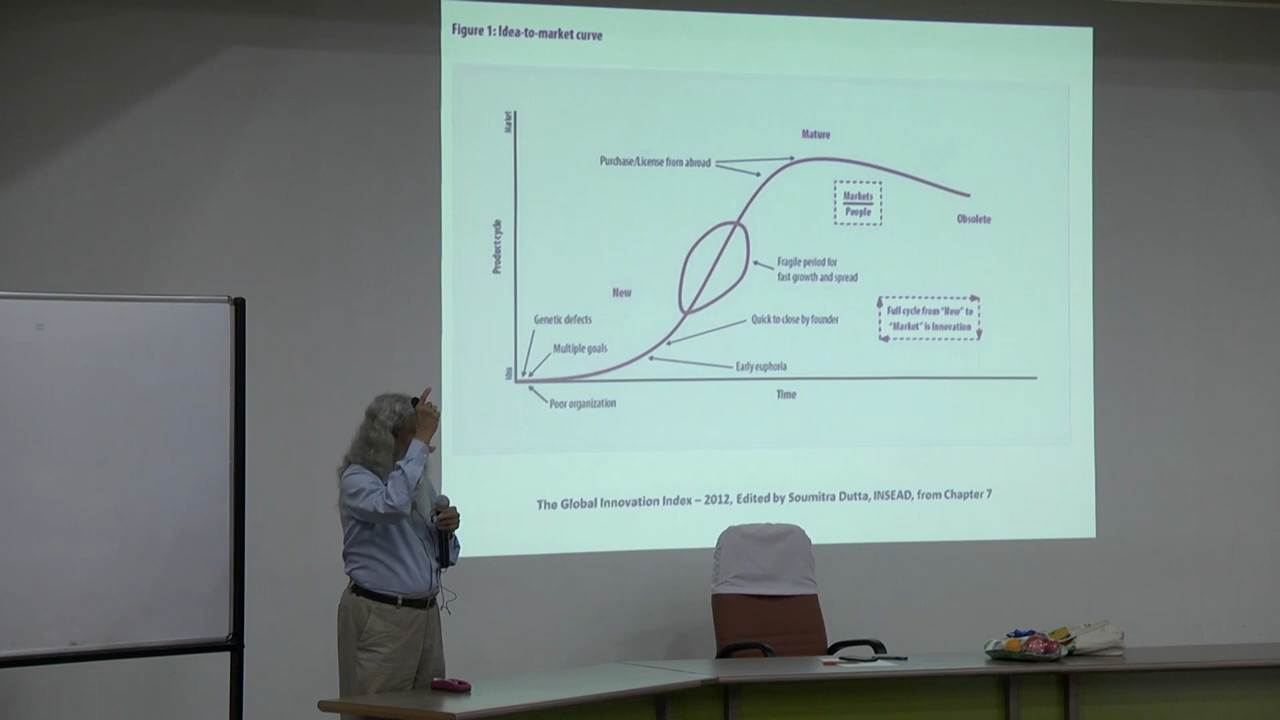 Figure 1: Idea-to-market curve
Market
Mature
Purchase/License from abroad
Markets
People
Obsolete
Product cycle
Fragile period for
fast growth and spread
New
Full cycle from "New" to
"Market" is Innovation
Genetic defects
Quick to close by founder
Multiple goals
Early euphoria
Time
Poor organization
The Global Innovation Index – 2012, Edited by Soumitra Dutta, INSEAD, from Chapter 7